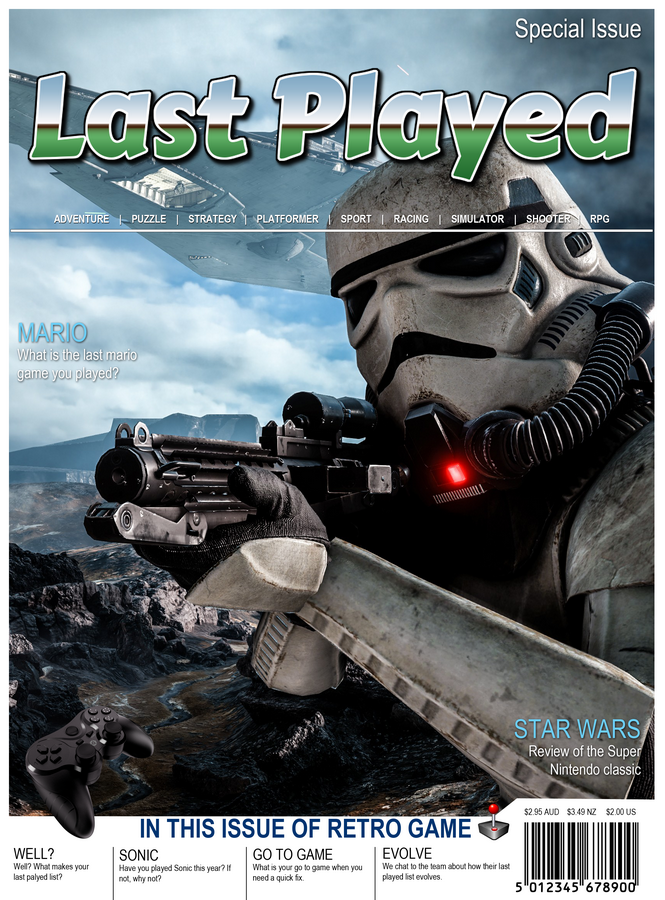 Special Issue
Last Played
ADVENTURE | PUZZLE | STRATEGY | PLATFORMER | SPORT | RACING | SIMULATOR | SHOOTER | RPG
MARIO
What is the last mario
game you played?
STAR WARS
Review of the Super
Nintendo classic
$2.95 AUD $3.49 NZ $2.00 US
IN THIS ISSUE OF RETRO GAME
WELL?
Well? What makes your
last palyed list?
SONIC
Have you played Sonic this year? If
not, why not?
GO TO GAME
What is your go to game when you
need a quick fix.
EVOLVE
We chat to the team about how their last
played list evolves.
5 012345 678900